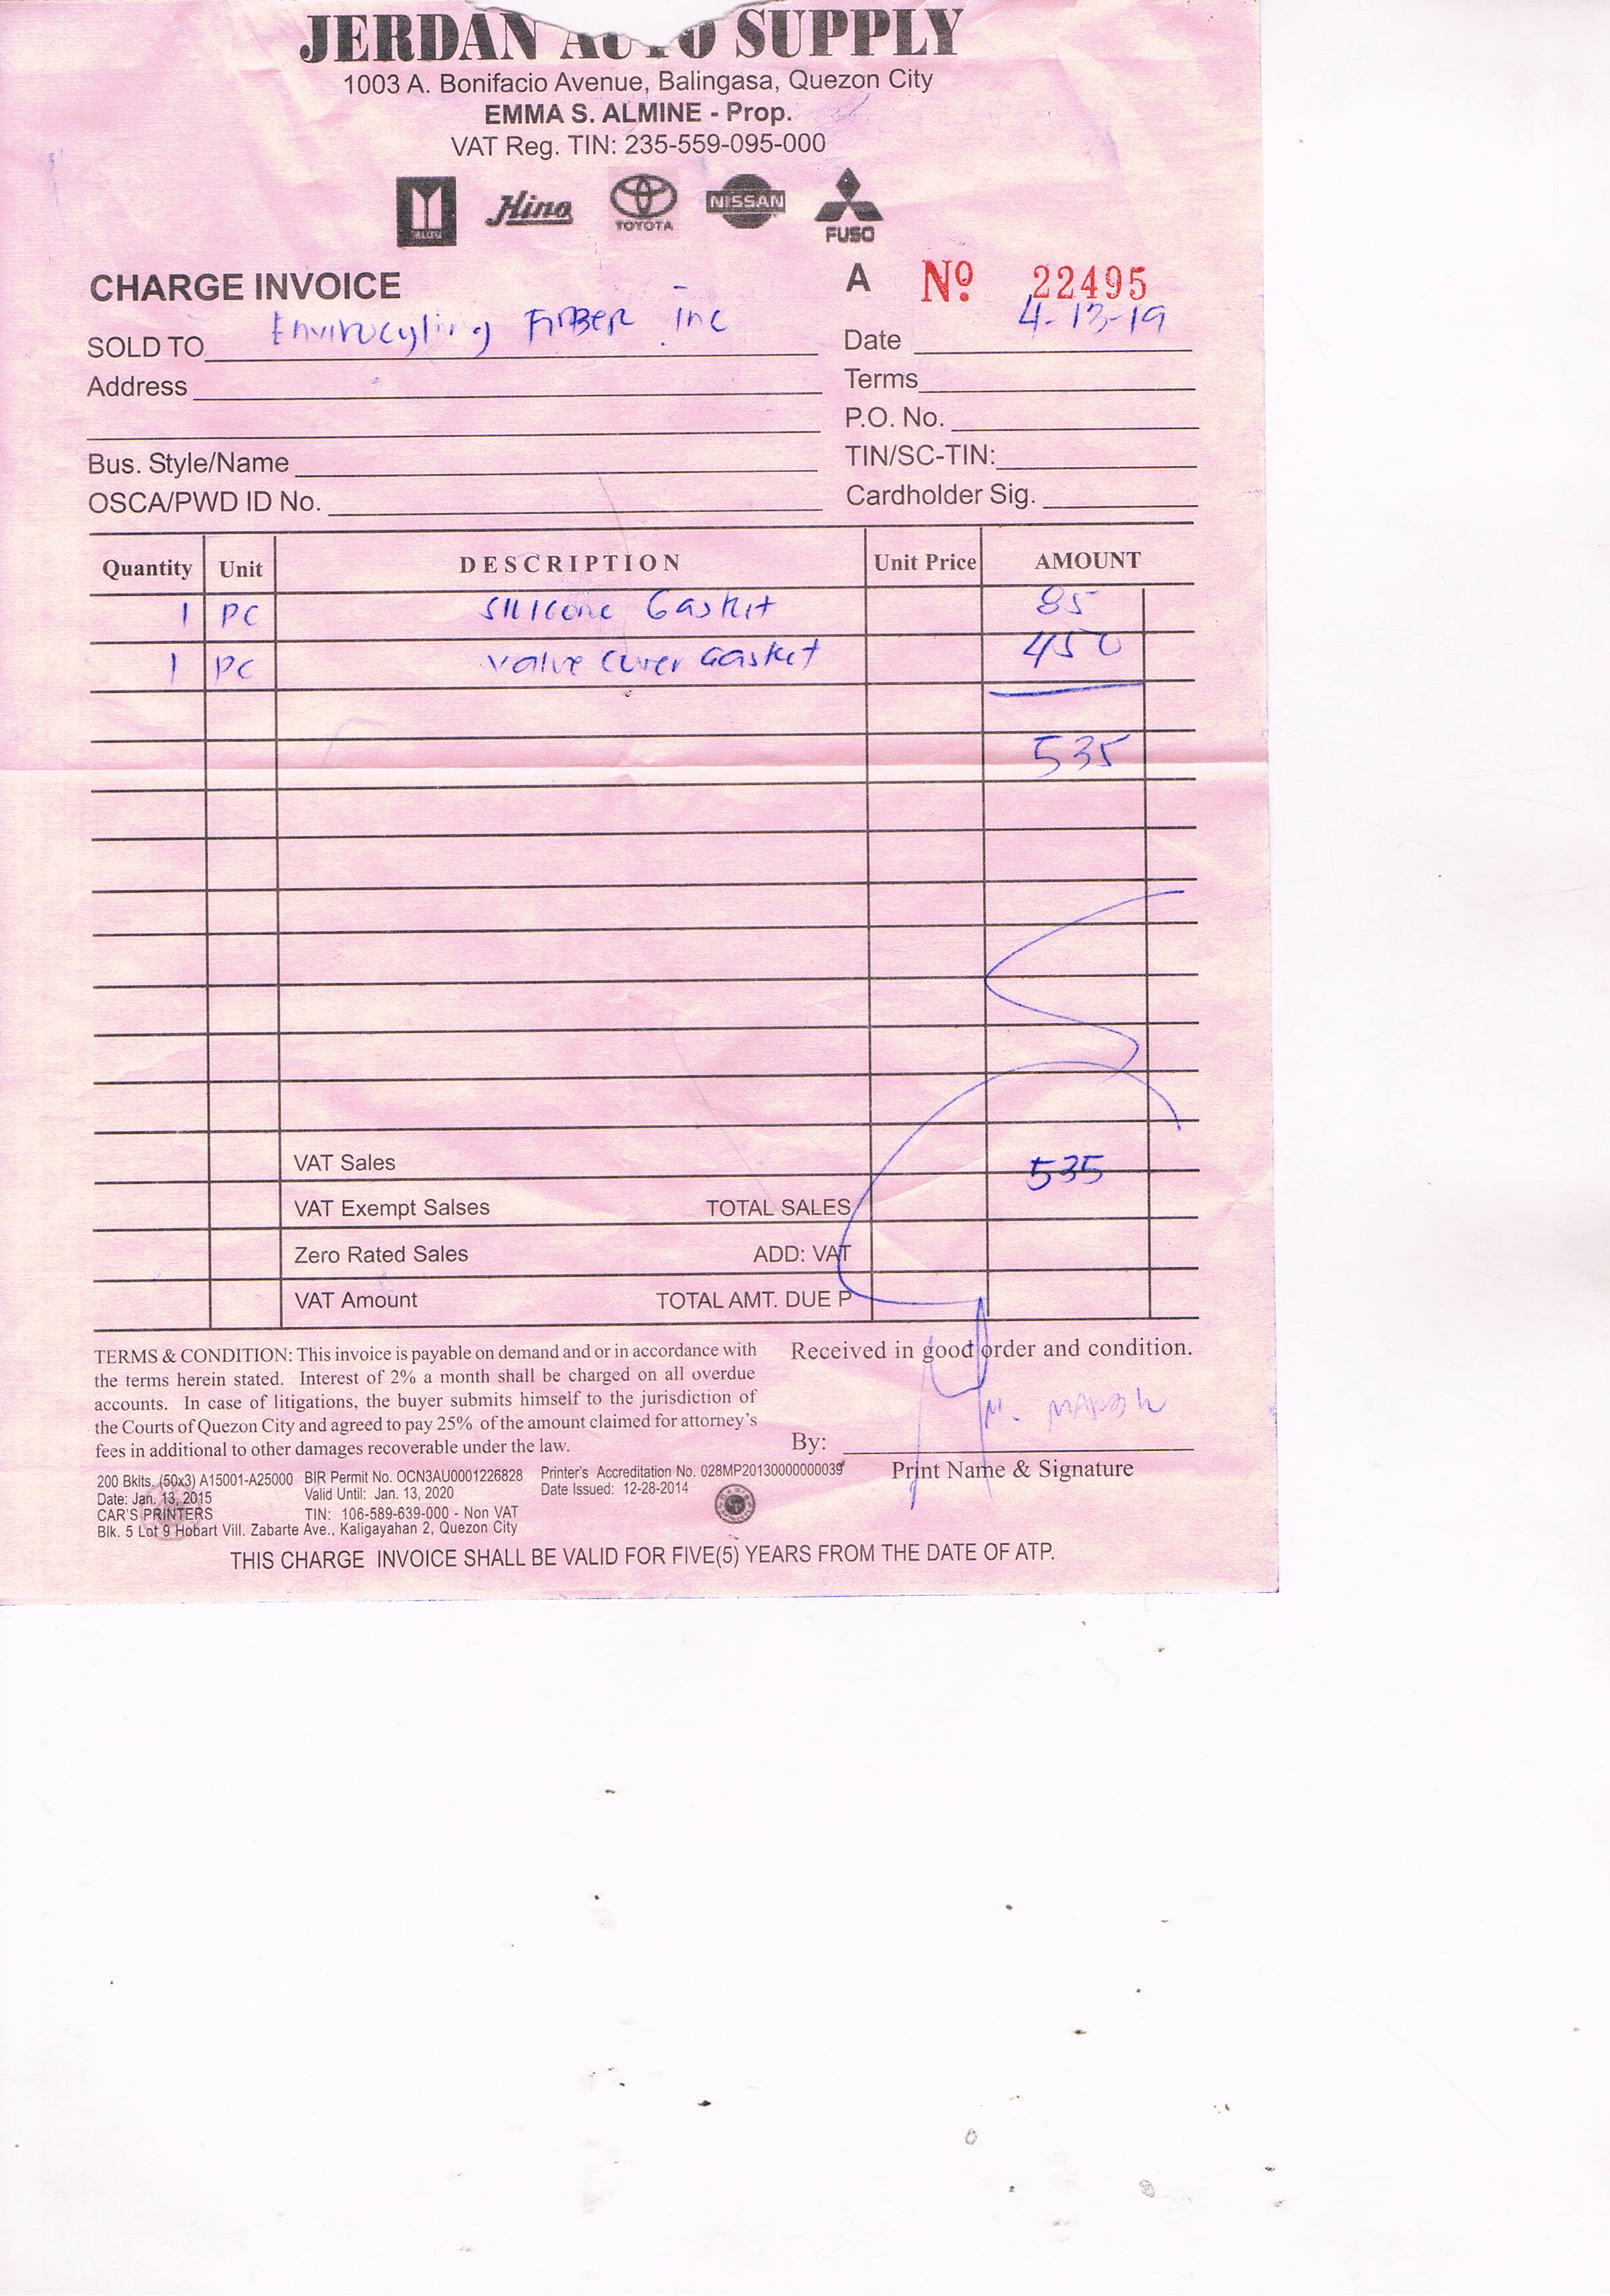 JERDAN AUTO SUPPLY
1003 A. Bonifacio Avenue, Balingasa, Quezon City
EMMA S. ALMINE - Prop.
VAT Reg. TIN: 235-559-095-000
ISUZU Hino TOYOTA NISSAN FUSO
CHARGE INVOICE A Nº. 22495
SOLD TO Envirocyling FIBER Inc Date 4-13-19
Address Terms
P.O. No.
Bus. Style/Name TIN/SC-TIN:
OSCA/PWD ID No. Cardholder Sig.
Quantity Unit DESCRIPTION Unit Price AMOUNT
1 PC Silicone Gasket 85
1 PC Valve Cover Gasket 450
535
VAT Sales 535
VAT Exempt Salses TOTAL SALES
Zero Rated Sales ADD: VAT
VAT Amount TOTAL AMT. DUE P
TERMS & CONDITION: This invoice is payable on demand and or in accordance with
the terms herein stated. Interest of 2% a month shall be charged on all overdue
accounts. In case of litigations, the buyer submits himself to the jurisdiction of
the Courts of Quezon City and agreed to pay 25% of the amount claimed for attorney's
fees in additional to other damages recoverable under the law.
Received in good order and condition.
By:
Print Name & Signature
200 Bklts. (50x3) A15001-A25000 BIR Permit No. OCN3AU0001226828 Printer's Accreditation No. 028MP20130000000039
Date: Jan. 13, 2015 Valid Until: Jan. 13, 2020 Date Issued: 12-28-2014
CAR'S PRINTERS TIN: 106-589-639-000 - Non VAT
Blk. 5 Lot 9 Hobart Vill. Zabarte Ave., Kaligayahan 2, Quezon City
THIS CHARGE INVOICE SHALL BE VALID FOR FIVE(5) YEARS FROM THE DATE OF ATP.